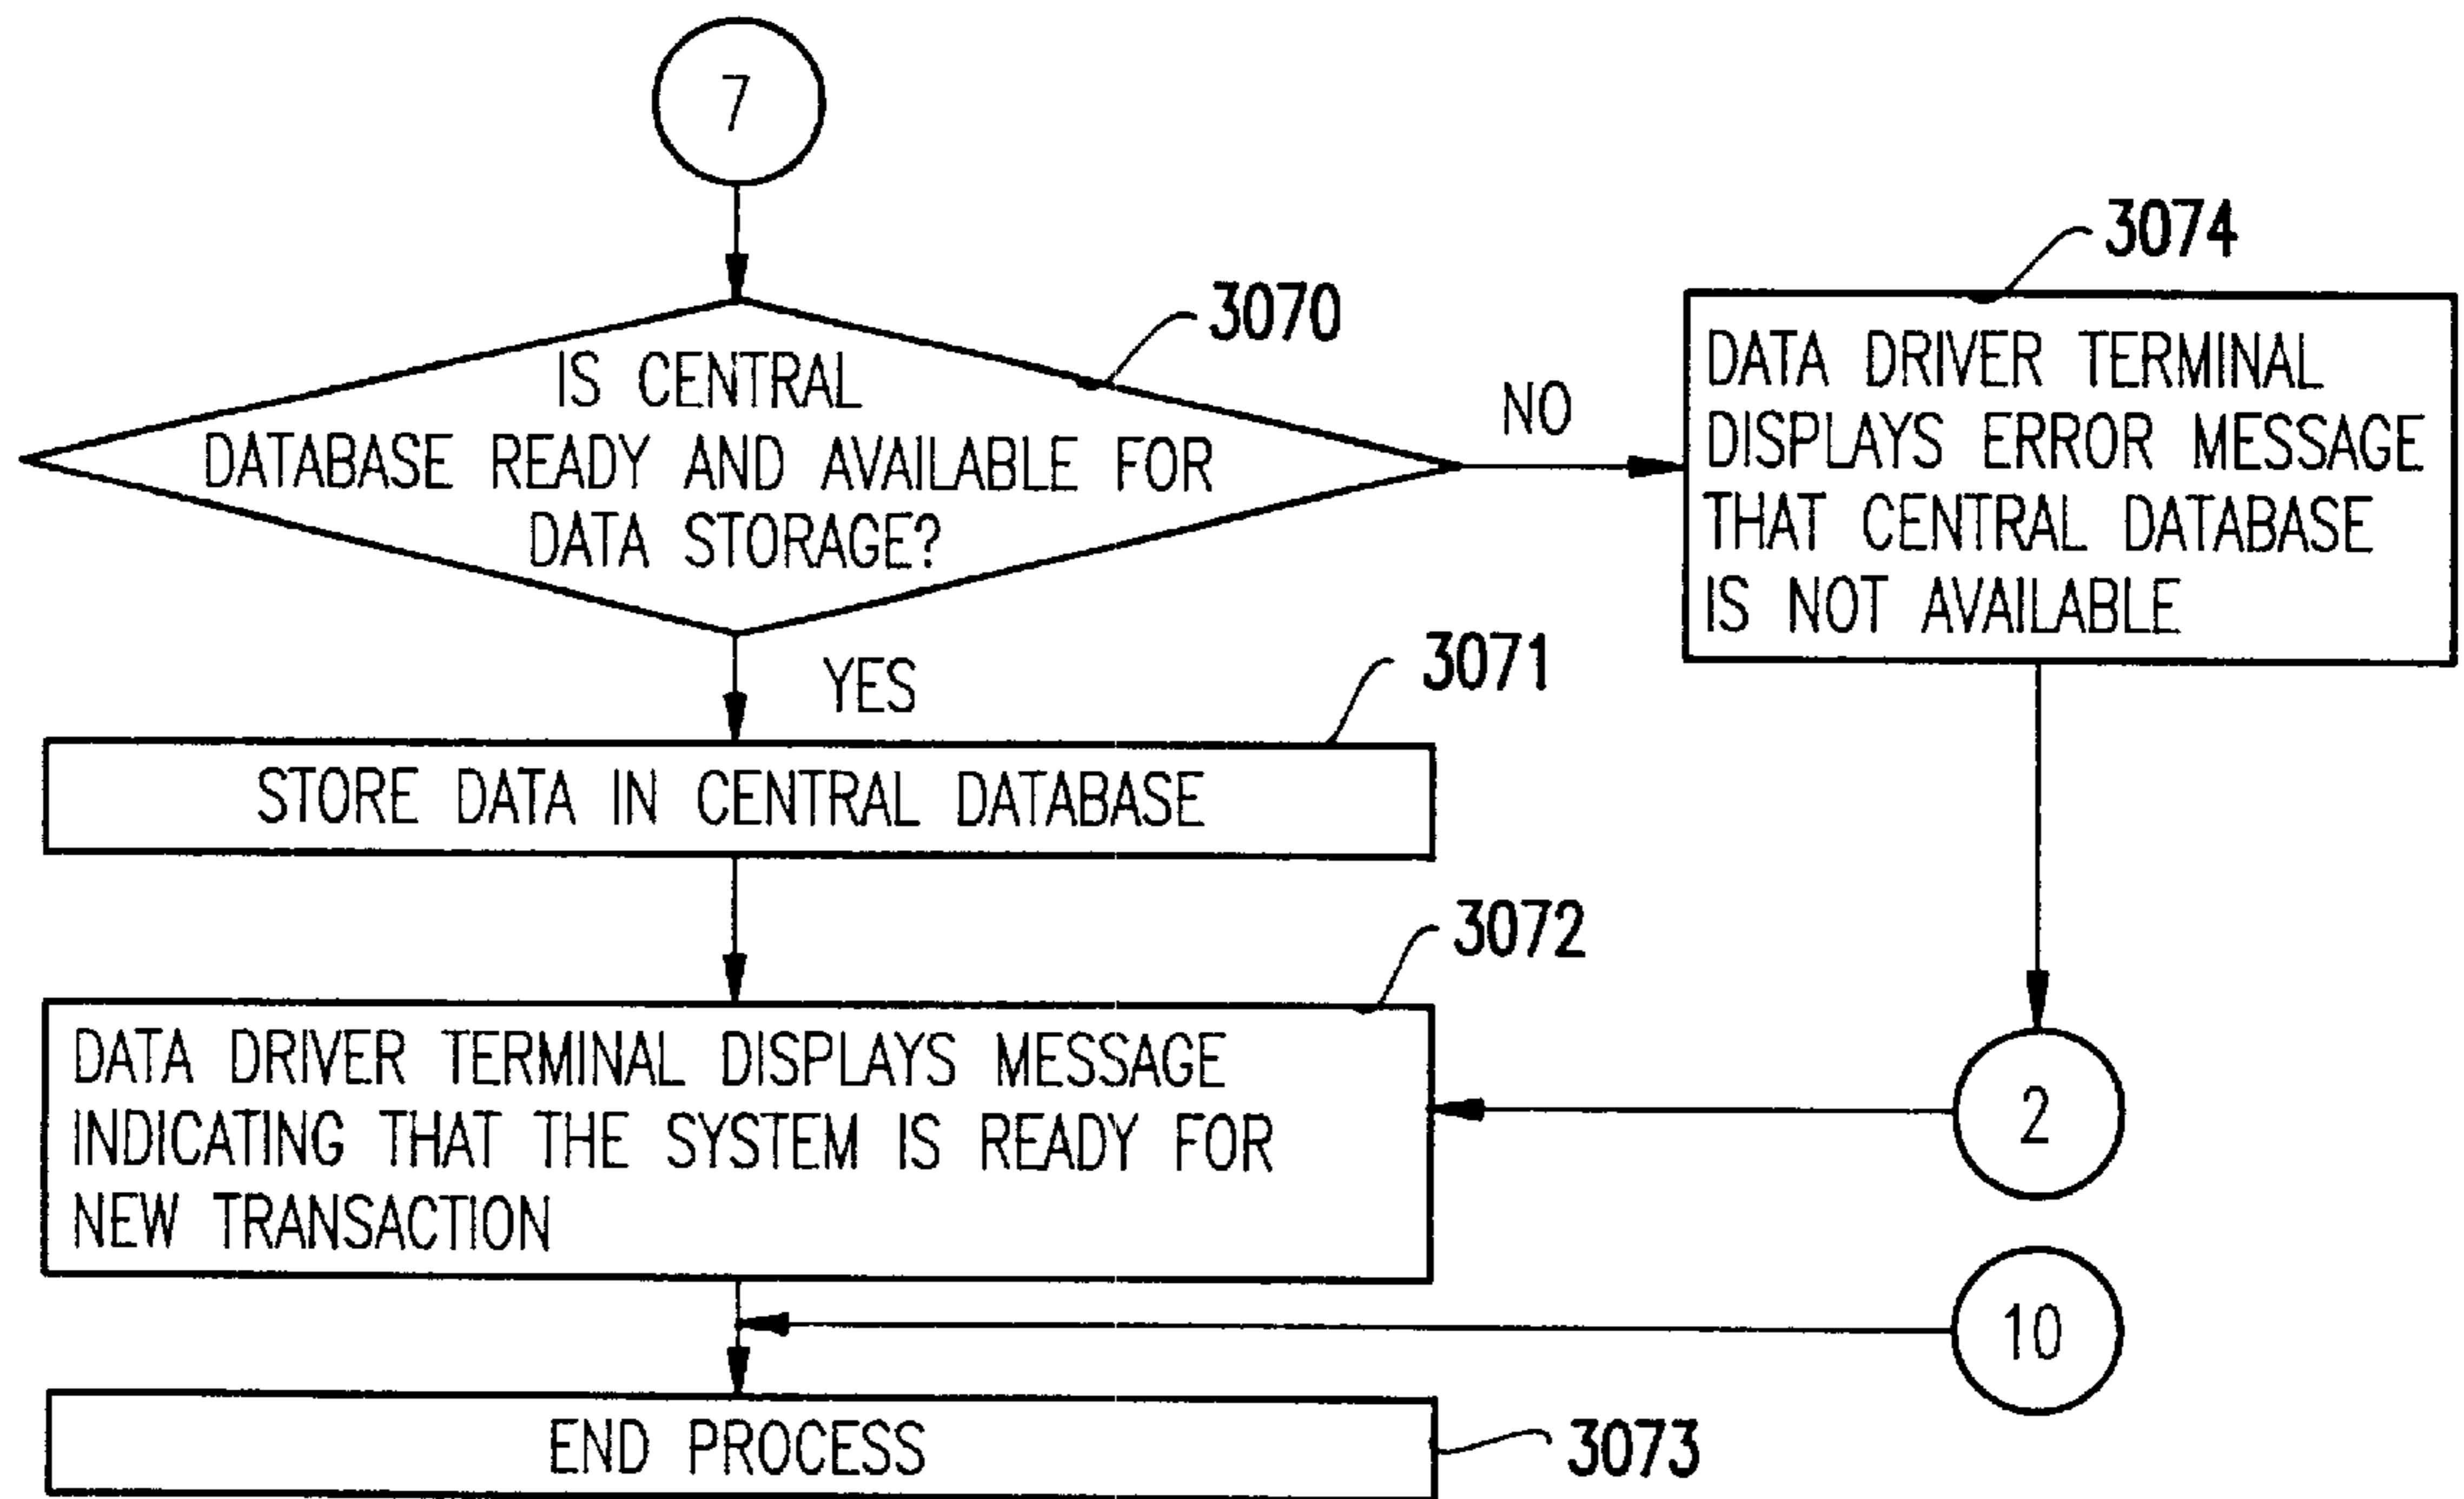 7
3070
IS CENTRAL
DATABASE READY AND AVAILABLE FOR
DATA STORAGE?
NO
3074
DATA DRIVER TERMINAL
DISPLAYS ERROR MESSAGE
THAT CENTRAL DATABASE
IS NOT AVAILABLE
YES
3071
STORE DATA IN CENTRAL DATABASE
3072
DATA DRIVER TERMINAL DISPLAYS MESSAGE
INDICATING THAT THE SYSTEM IS READY FOR
NEW TRANSACTION
2
10
END PROCESS
3073